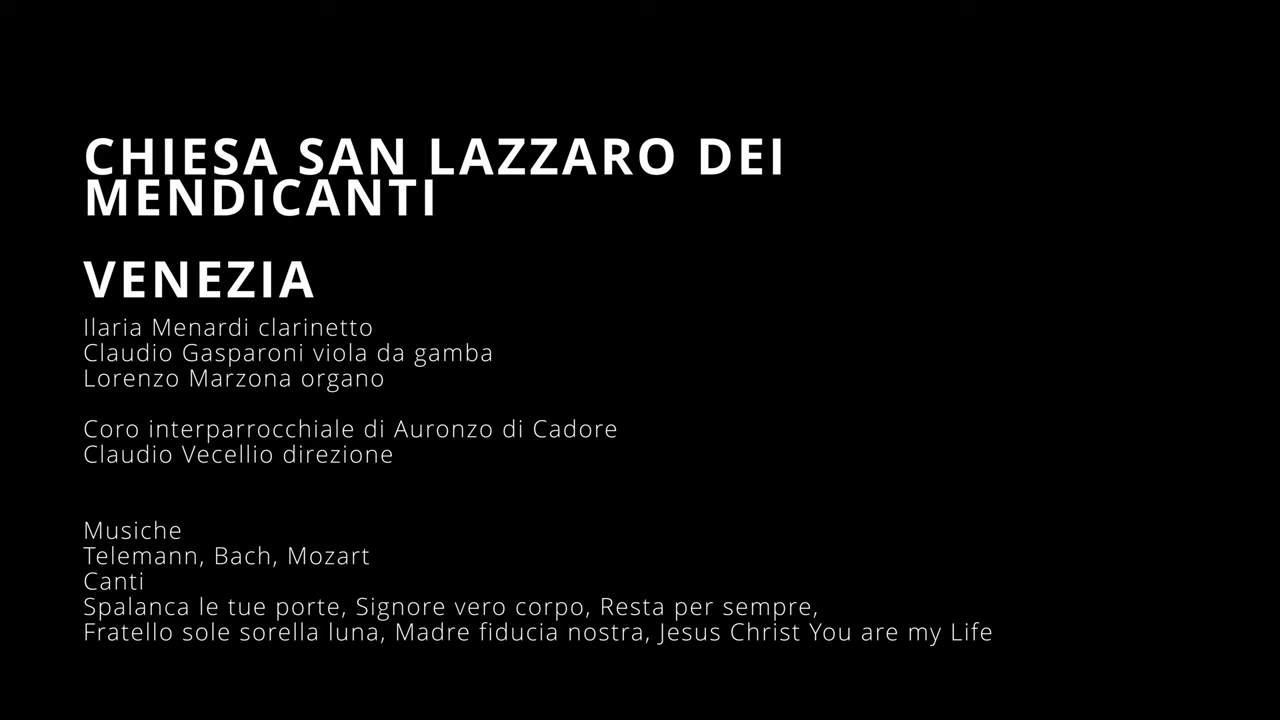 CHIESA SAN LAZZARO DEI
MENDICANTI
VENEZIA
Ilaria Menardi clarinetto
Claudio Gasparoni viola da gamba
Lorenzo Marzona organo
Coro interparrocchiale di Auronzo di Cadore
Claudio Vecellio direzione
Musiche
Telemann, Bach, Mozart
Canti
Spalanca le tue porte, Signore vero corpo, Resta per sempre,
Fratello sole sorella luna, Madre fiducia nostra, Jesus Christ You are my Life